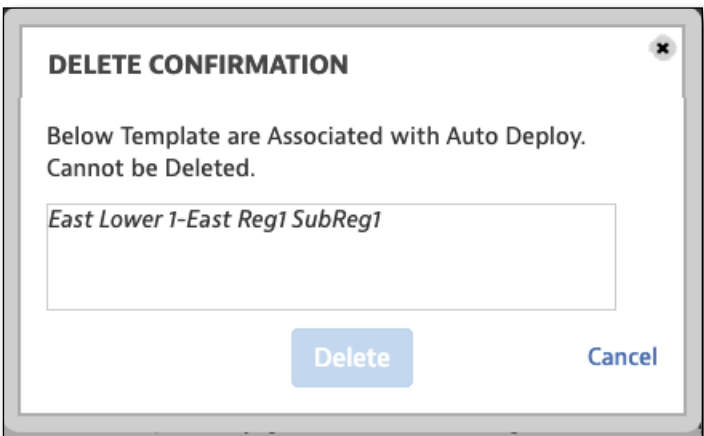 DELETE CONFIRMATION
Below Template are Associated with Auto Deploy.
Cannot be Deleted.
East Lower 1-East Reg1 SubReg1
Delete
Cancel